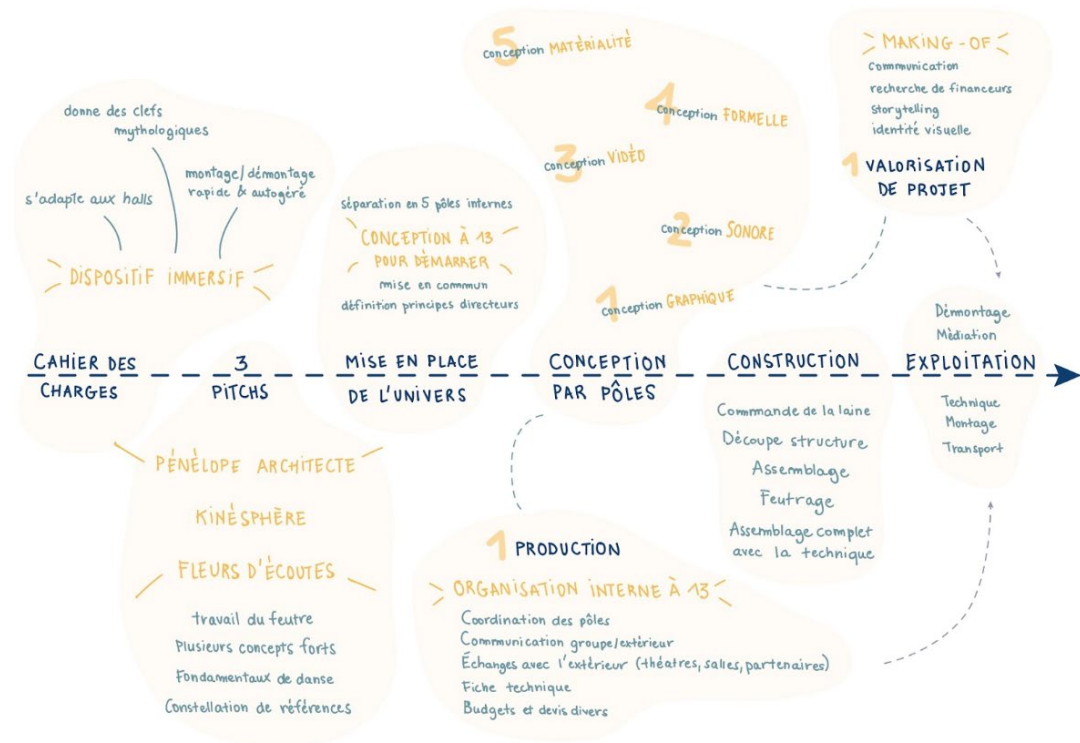 donne des clefs
mythologiques
s'adapte aux halls
montage/démontage
rapide & autogéré
DISPOSITIF IMMERSIF
CAHIER DES
CHARGES
3
PITCHS
PÉNÉLOPE ARCHITECTE
KINÉSPHÈRE
FLEURS D'ÉCOUTES
travail du feutre
Plusieurs concepts forts
Fondamentaux de danse
Constellation de références
séparation en 5 pôles internes
CONCEPTION À 13
POUR DÉMARRER
mise en commun
définition principes directeurs
MISE EN PLACE
DE L'UNIVERS
5
conception MATÉRIALITÉ
4
conception FORMELLE
3
conception VIDÉO
2
conception SONORE
1
conception GRAPHIQUE
CONCEPTION
PAR PÔLES
1 PRODUCTION
ORGANISATION INTERNE À 13
Coordination des pôles
Communication groupe/extérieur
Échanges avec l'extérieur (théatres, salles, partenaires)
Fiche technique
Budgets et devis divers
CONSTRUCTION
Commande de la laine
Découpe structure
Assemblage
Feutrage
Assemblage complet
avec la technique
MAKING-OF
communication
recherche de financeurs
storytelling
identité visuelle
1 VALORISATION
DE PROJET
Démontage
Médiation
EXPLOITATION
Technique
Montage
Transport